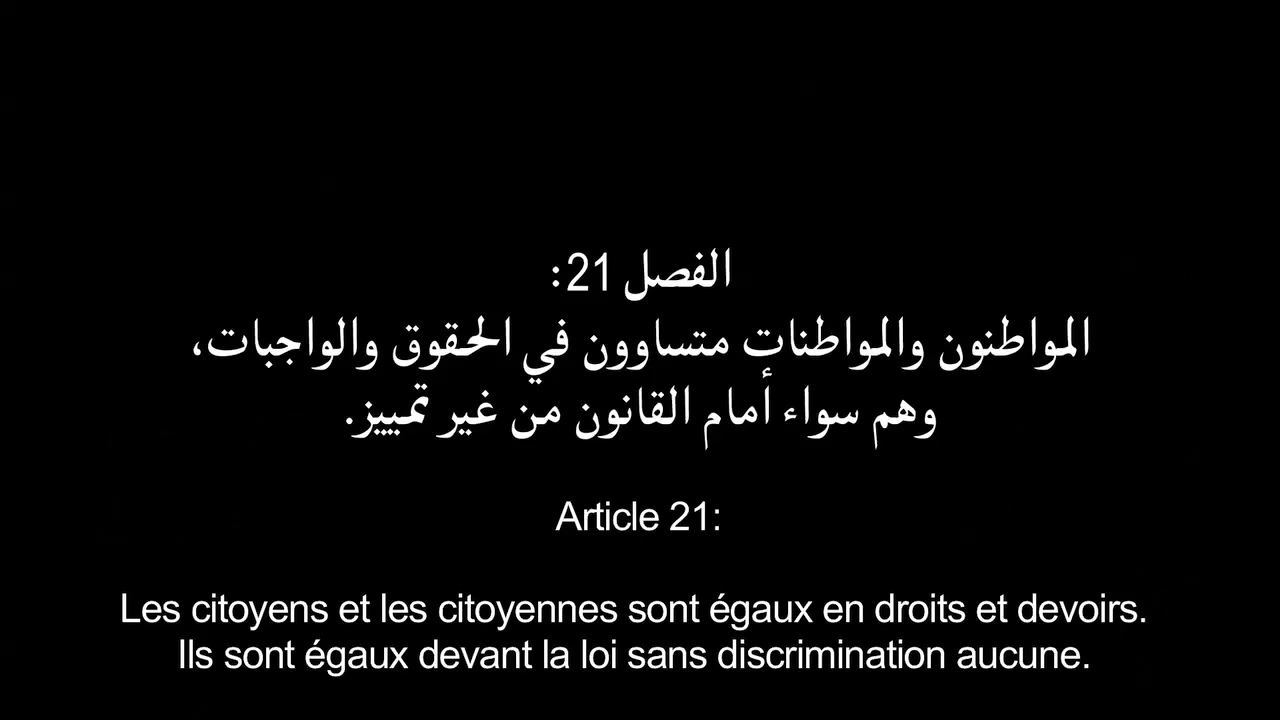 الفصل 21:
المواطنون والمواطنات متساوون في الحقوق والواجبات،
وهم سواء أمام القانون من غير تمييز.
Article 21:
Les citoyens et les citoyennes sont égaux en droits et devoirs.
Ils sont égaux devant la loi sans discrimination aucune.